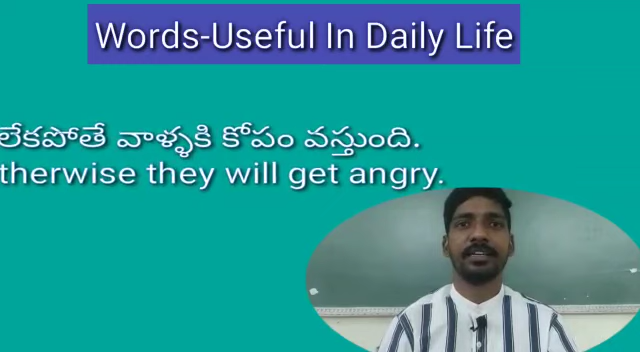 Words-Useful In Daily Life
లేకపోతే వాళ్ళకి కోపం వస్తుంది.
therwise they will get angry.